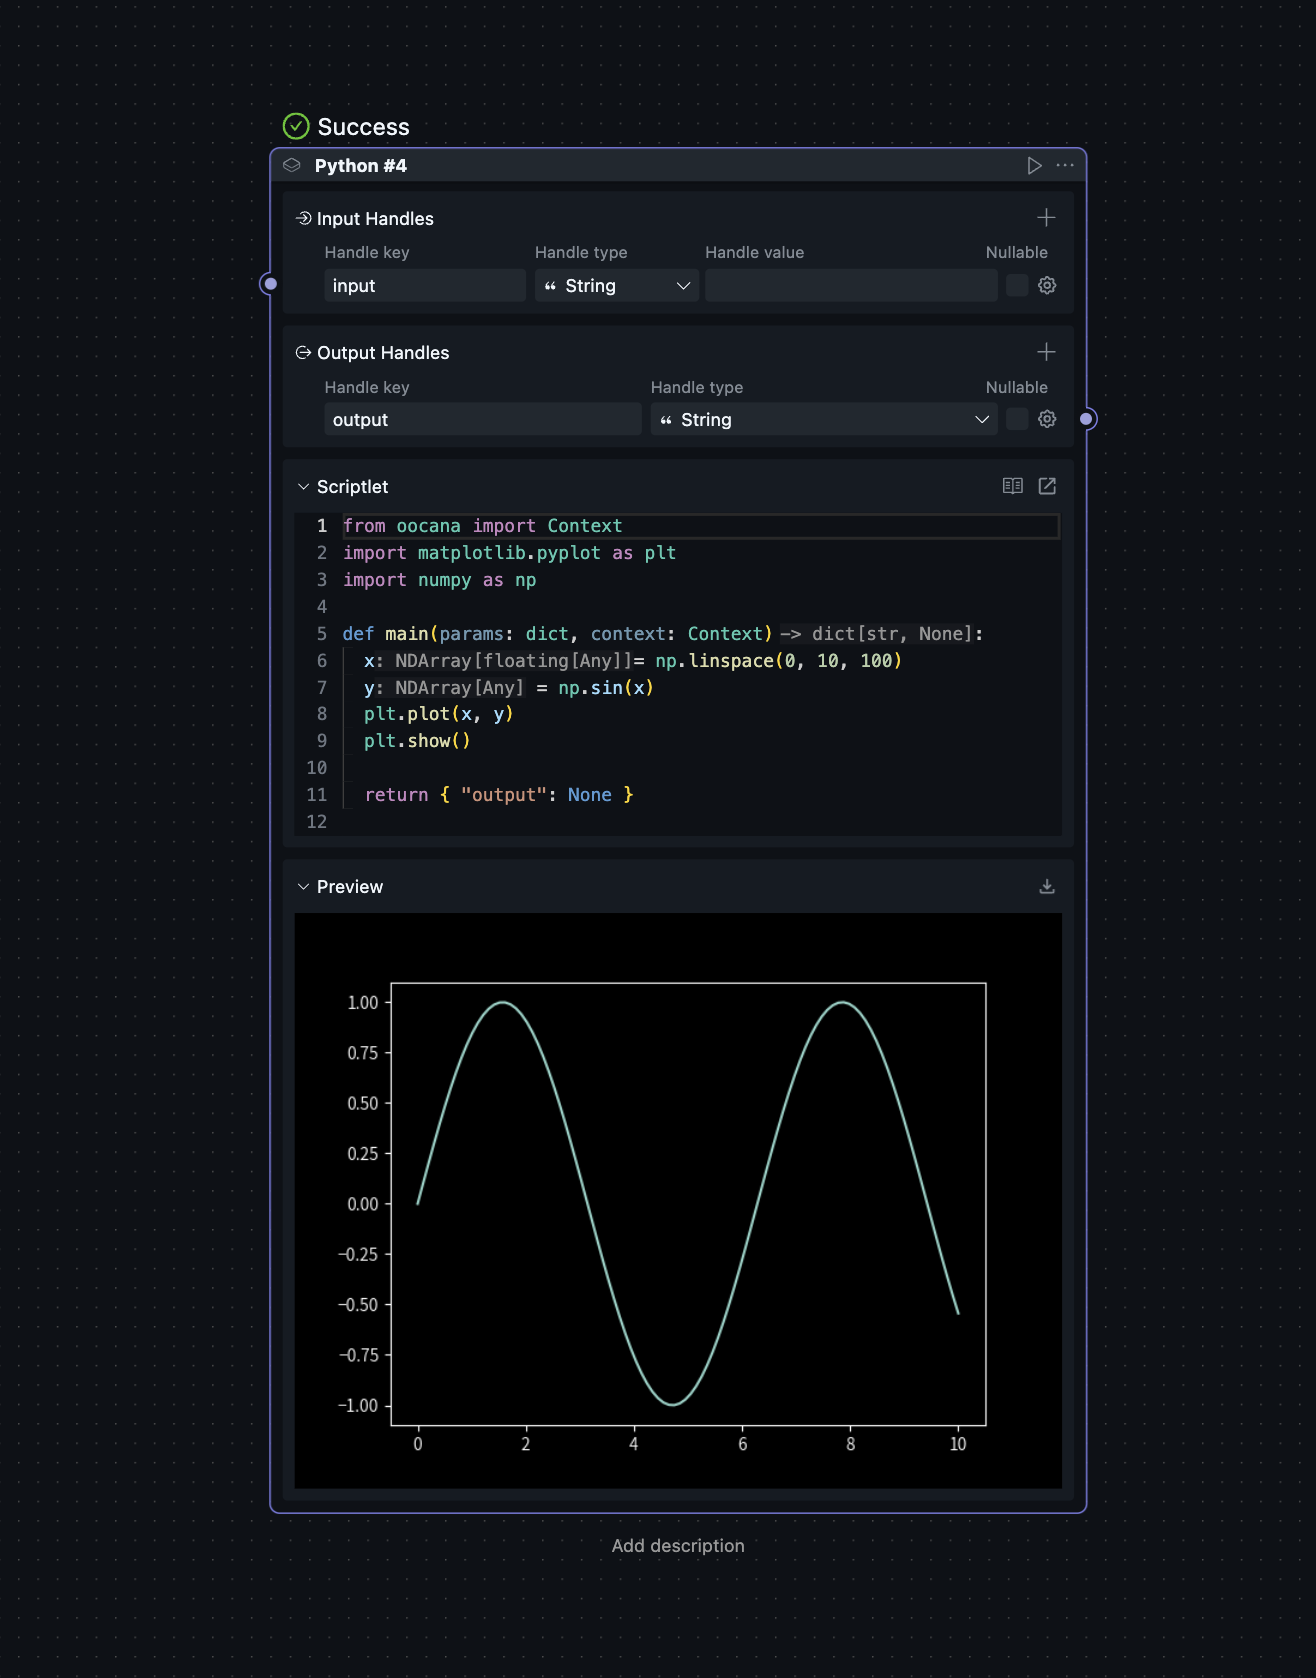 Success
Python #4
Input Handles
Handle key Handle type Handle value Nullable
input “ String
Output Handles
Handle key Handle type Nullable
output “ String
Scriptlet
1 from oocana import Context
2 import matplotlib.pyplot as plt
3 import numpy as np
4
5 def main(params: dict, context: Context) -> dict[str, None]:
6 x: NDArray[floating[Any]]= np.linspace(0, 10, 100)
7 y: NDArray[Any] = np.sin(x)
8 plt.plot(x, y)
9 plt.show()
10
11 return { "output": None }
12
Preview
1.00
0.75
0.50
0.25
0.00
−0.25
−0.50
−0.75
−1.00
0 2 4 6 8 10
Add description